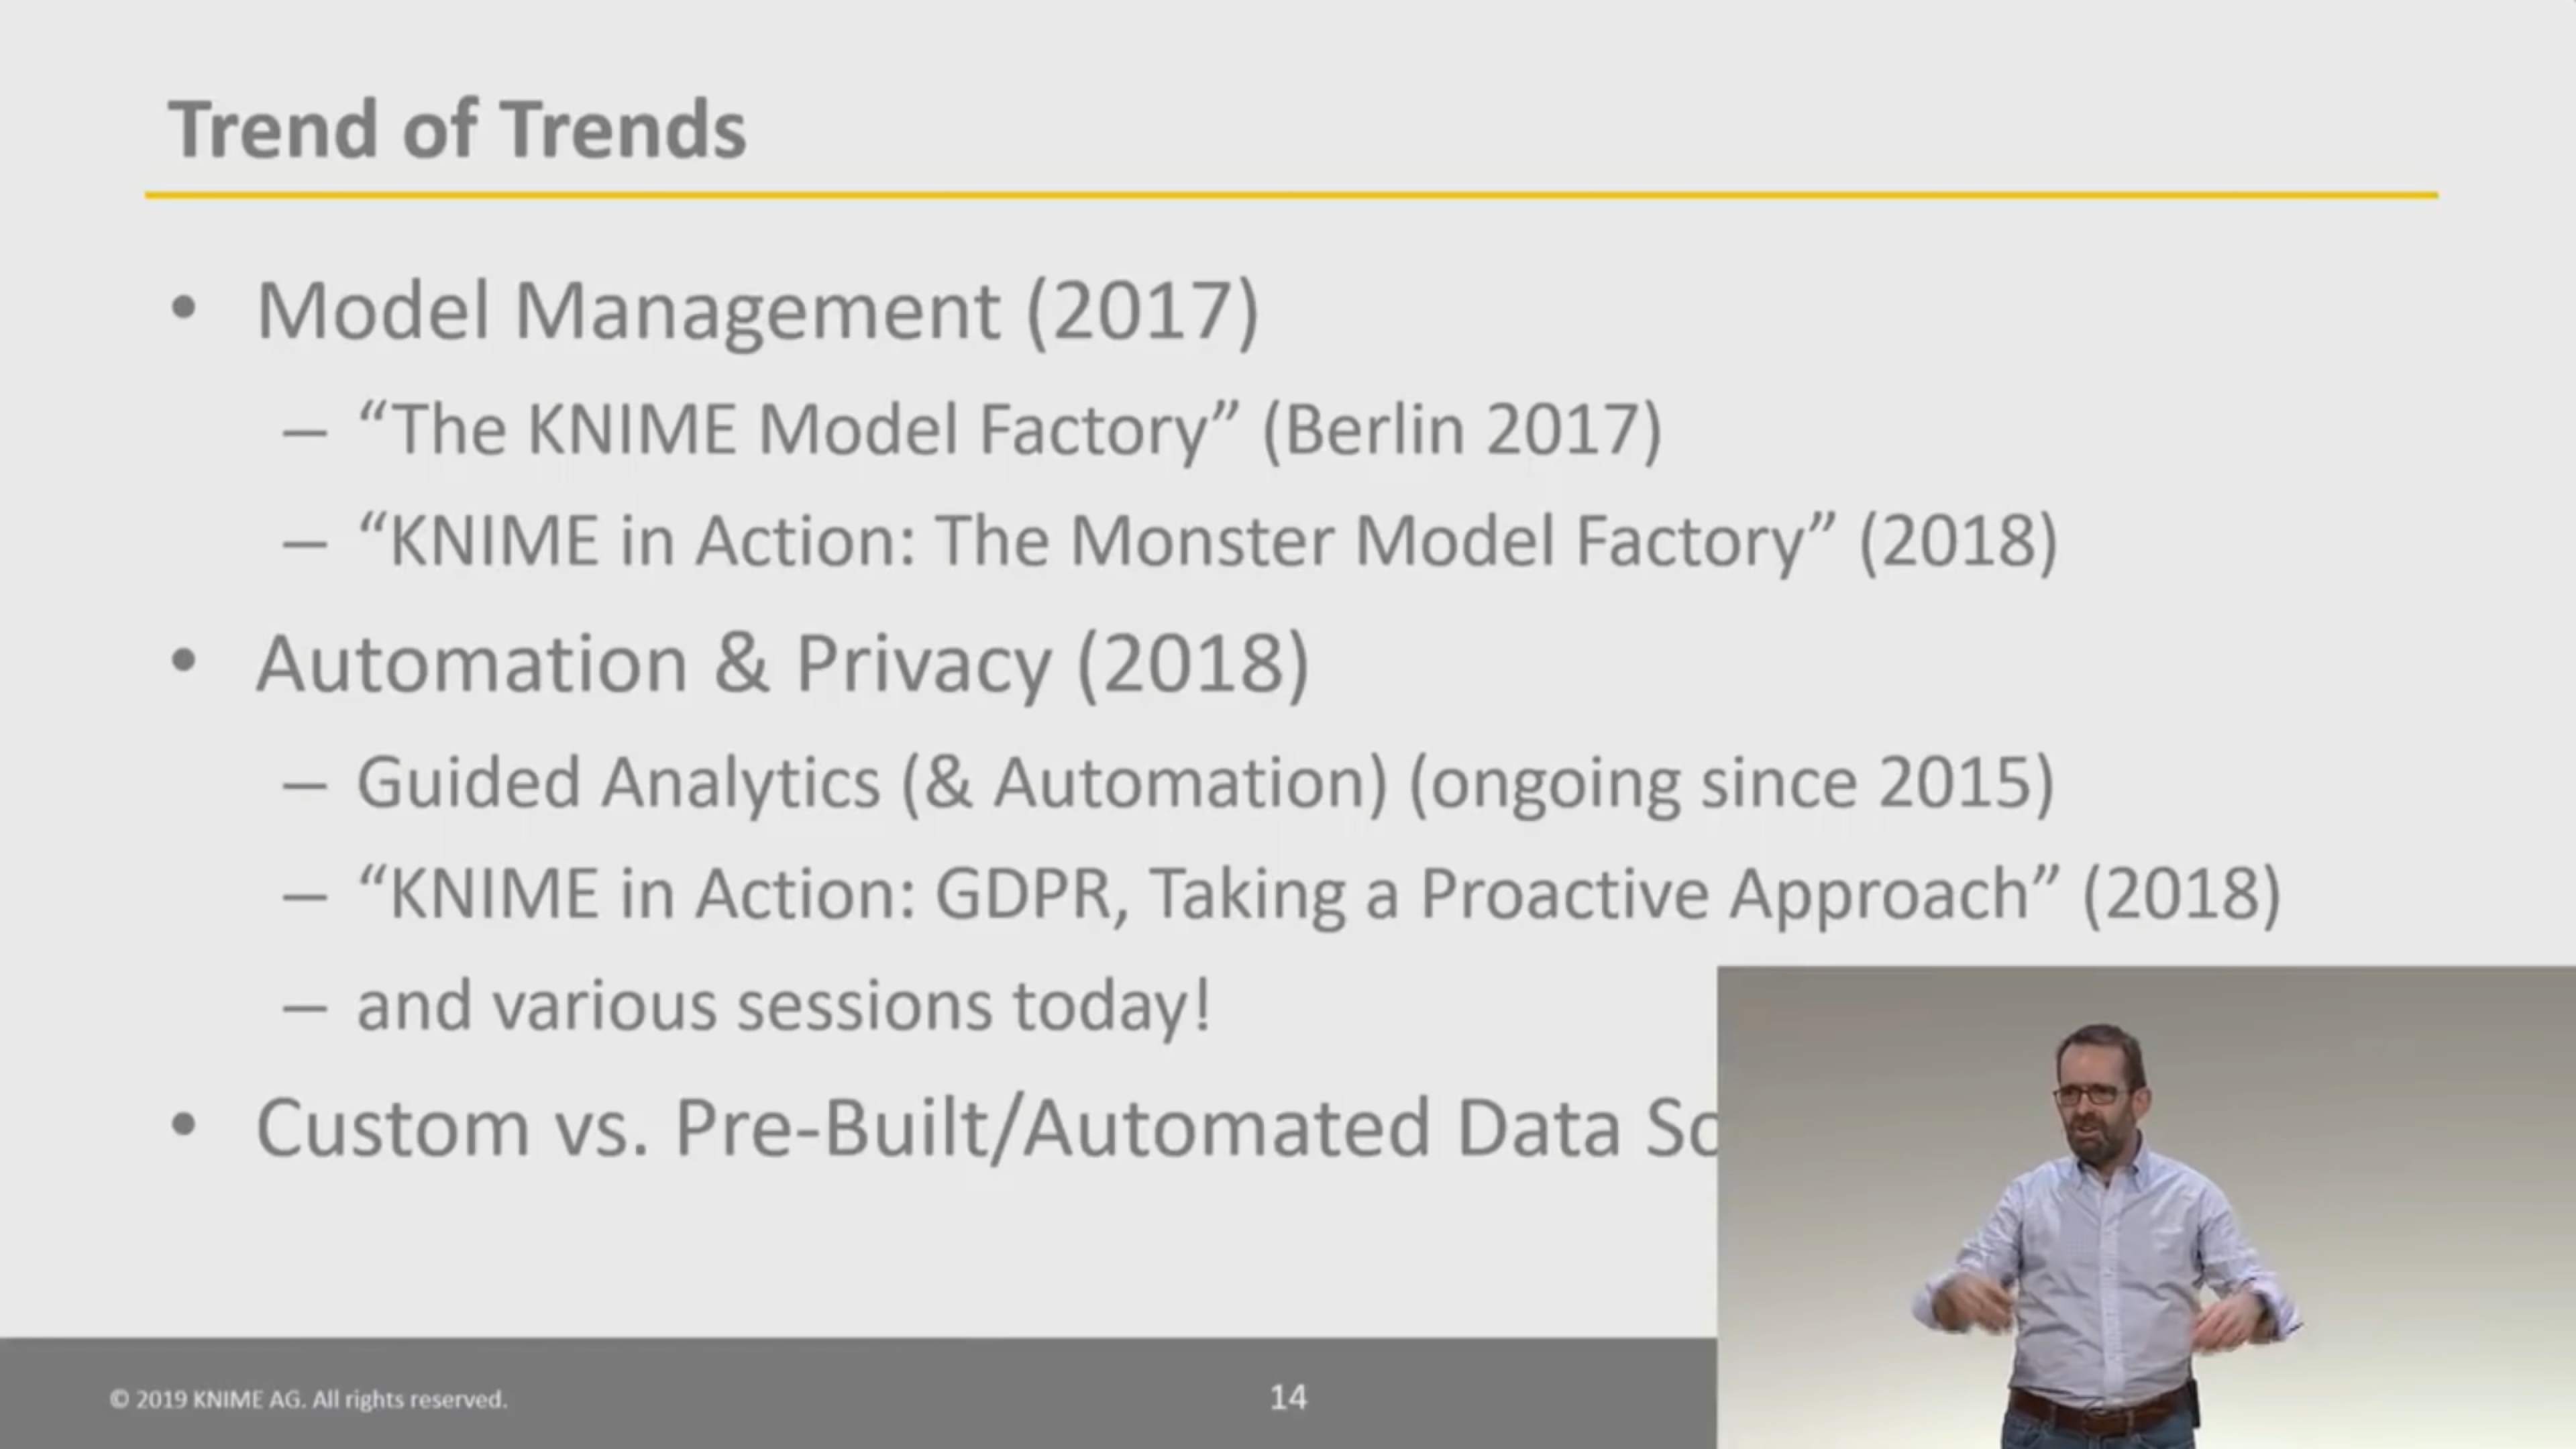 Trend of Trends
• Model Management (2017)
– “The KNIME Model Factory” (Berlin 2017)
– “KNIME in Action: The Monster Model Factory” (2018)
• Automation & Privacy (2018)
– Guided Analytics (& Automation) (ongoing since 2015)
– “KNIME in Action: GDPR, Taking a Proactive Approach” (2018)
– and various sessions today!
• Custom vs. Pre-Built/Automated Data
© 2019 KNIME AG. All rights reserved.
14